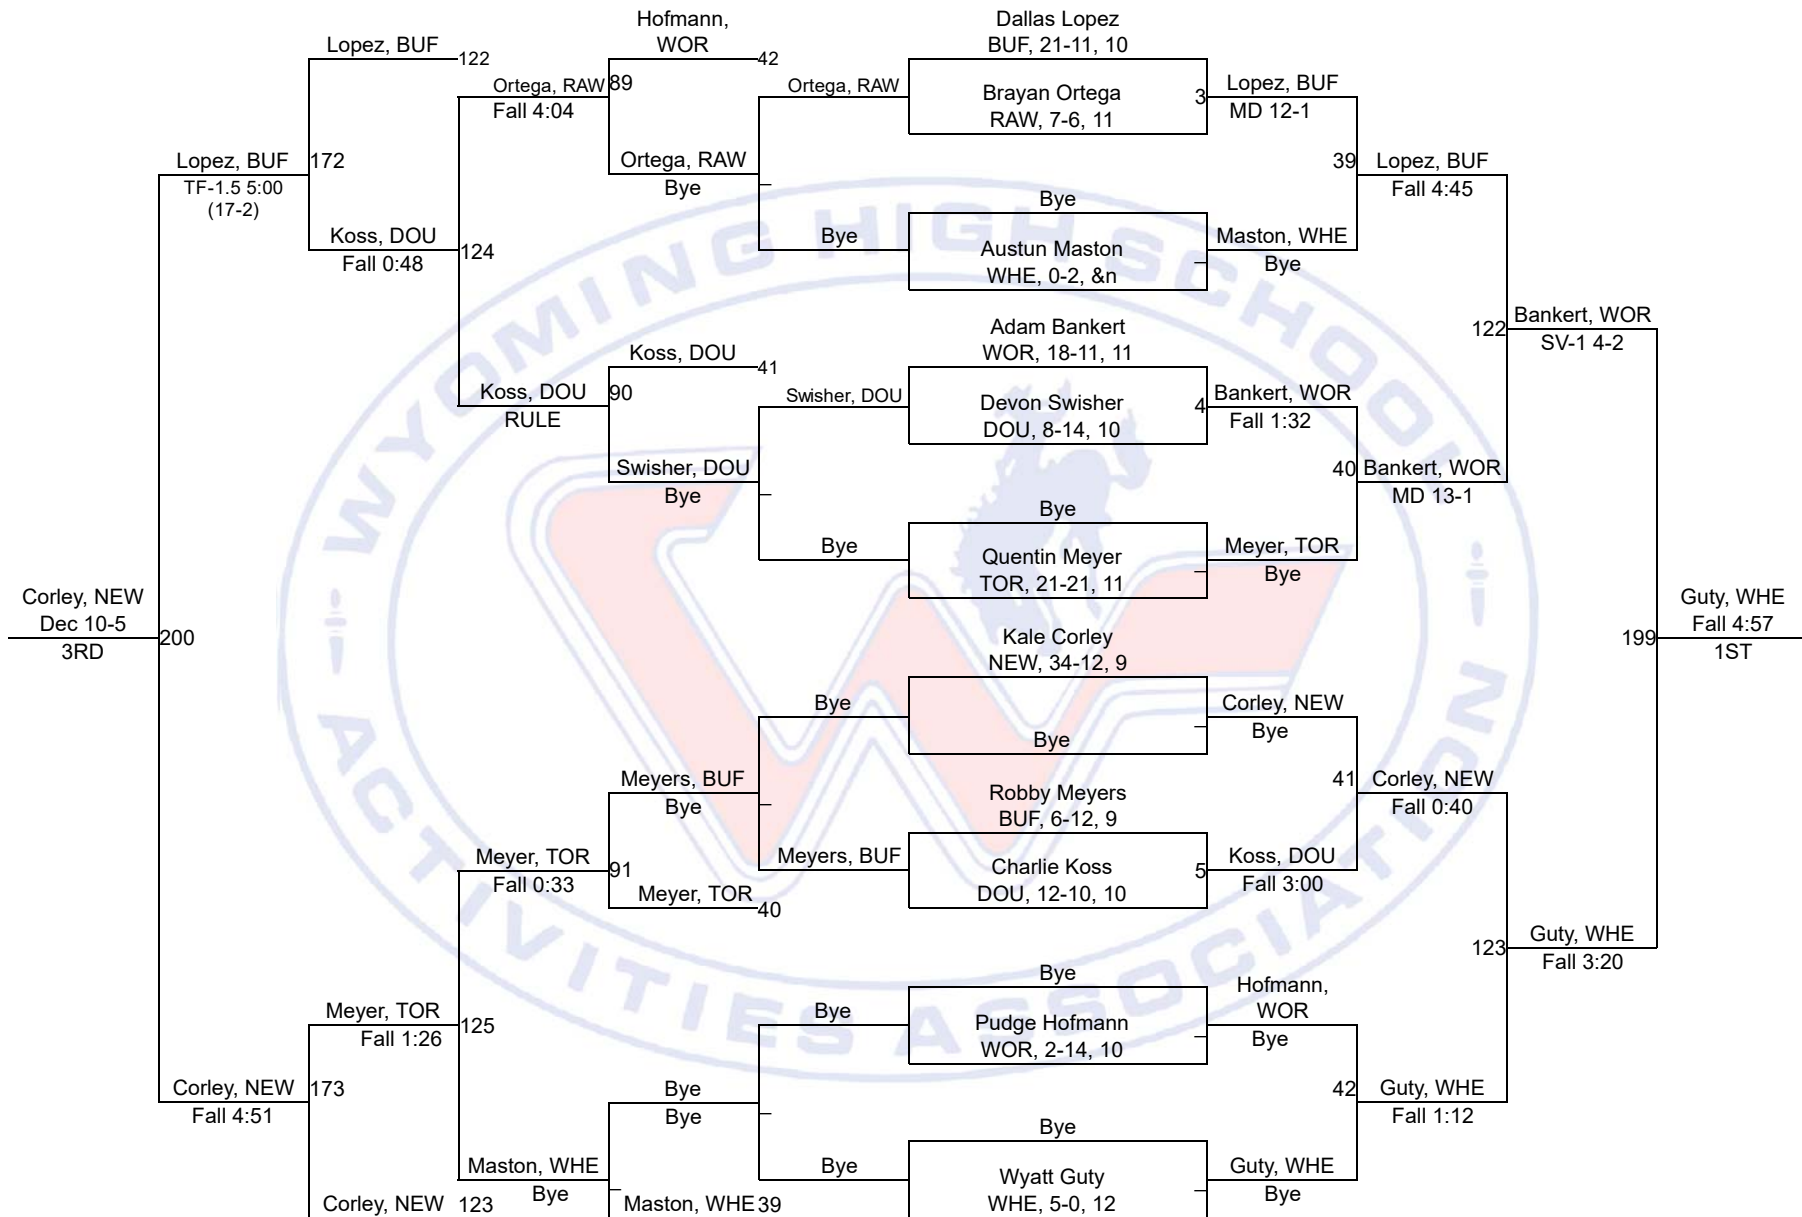 Hofmann,
WOR
42
Dallas Lopez
BUF, 21-11, 10
Lopez, BUF
122
Ortega, RAW
89
Fall 4:04
Ortega, RAW
Brayan Ortega
RAW, 7-6, 11
3
Lopez, BUF
MD 12-1
Lopez, BUF
172
TF-1.5 5:00
(17-2)
Ortega, RAW
Bye
39
Lopez, BUF
Fall 4:45
Bye
Koss, DOU
Fall 0:48
124
Bye
Austun Maston
WHE, 0-2, &n
Maston, WHE
Bye
Adam Bankert
WOR, 18-11, 11
122
Bankert, WOR
SV-1 4-2
Koss, DOU
41
Koss, DOU
90
RULE
Swisher, DOU
Devon Swisher
DOU, 8-14, 10
4
Bankert, WOR
Fall 1:32
Swisher, DOU
Bye
40
Bankert, WOR
MD 13-1
Bye
Bye
Quentin Meyer
TOR, 21-21, 11
Meyer, TOR
Bye
Corley, NEW
Dec 10-5
3RD
200
Guty, WHE
Fall 4:57
1ST
199
Kale Corley
NEW, 34-12, 9
Bye
Bye
Corley, NEW
Bye
Meyers, BUF
Bye
Robby Meyers
BUF, 6-12, 9
41
Corley, NEW
Fall 0:40
Meyer, TOR
91
Fall 0:33
Meyers, BUF
Charlie Koss
DOU, 12-10, 10
5
Koss, DOU
Fall 3:00
Meyer, TOR
40
123
Guty, WHE
Fall 3:20
Bye
Meyer, TOR
Fall 1:26
125
Bye
Pudge Hofmann
WOR, 2-14, 10
Hofmann,
WOR
Bye
Corley, NEW
173
Fall 4:51
Bye
Bye
42
Guty, WHE
Fall 1:12
Bye
Maston, WHE
Bye
Bye
Wyatt Guty
WHE, 5-0, 12
Guty, WHE
Bye
Corley, NEW
123
Maston, WHE
39
WYOMING HIGH SCHOOL
ACTIVITIES ASSOCIATION